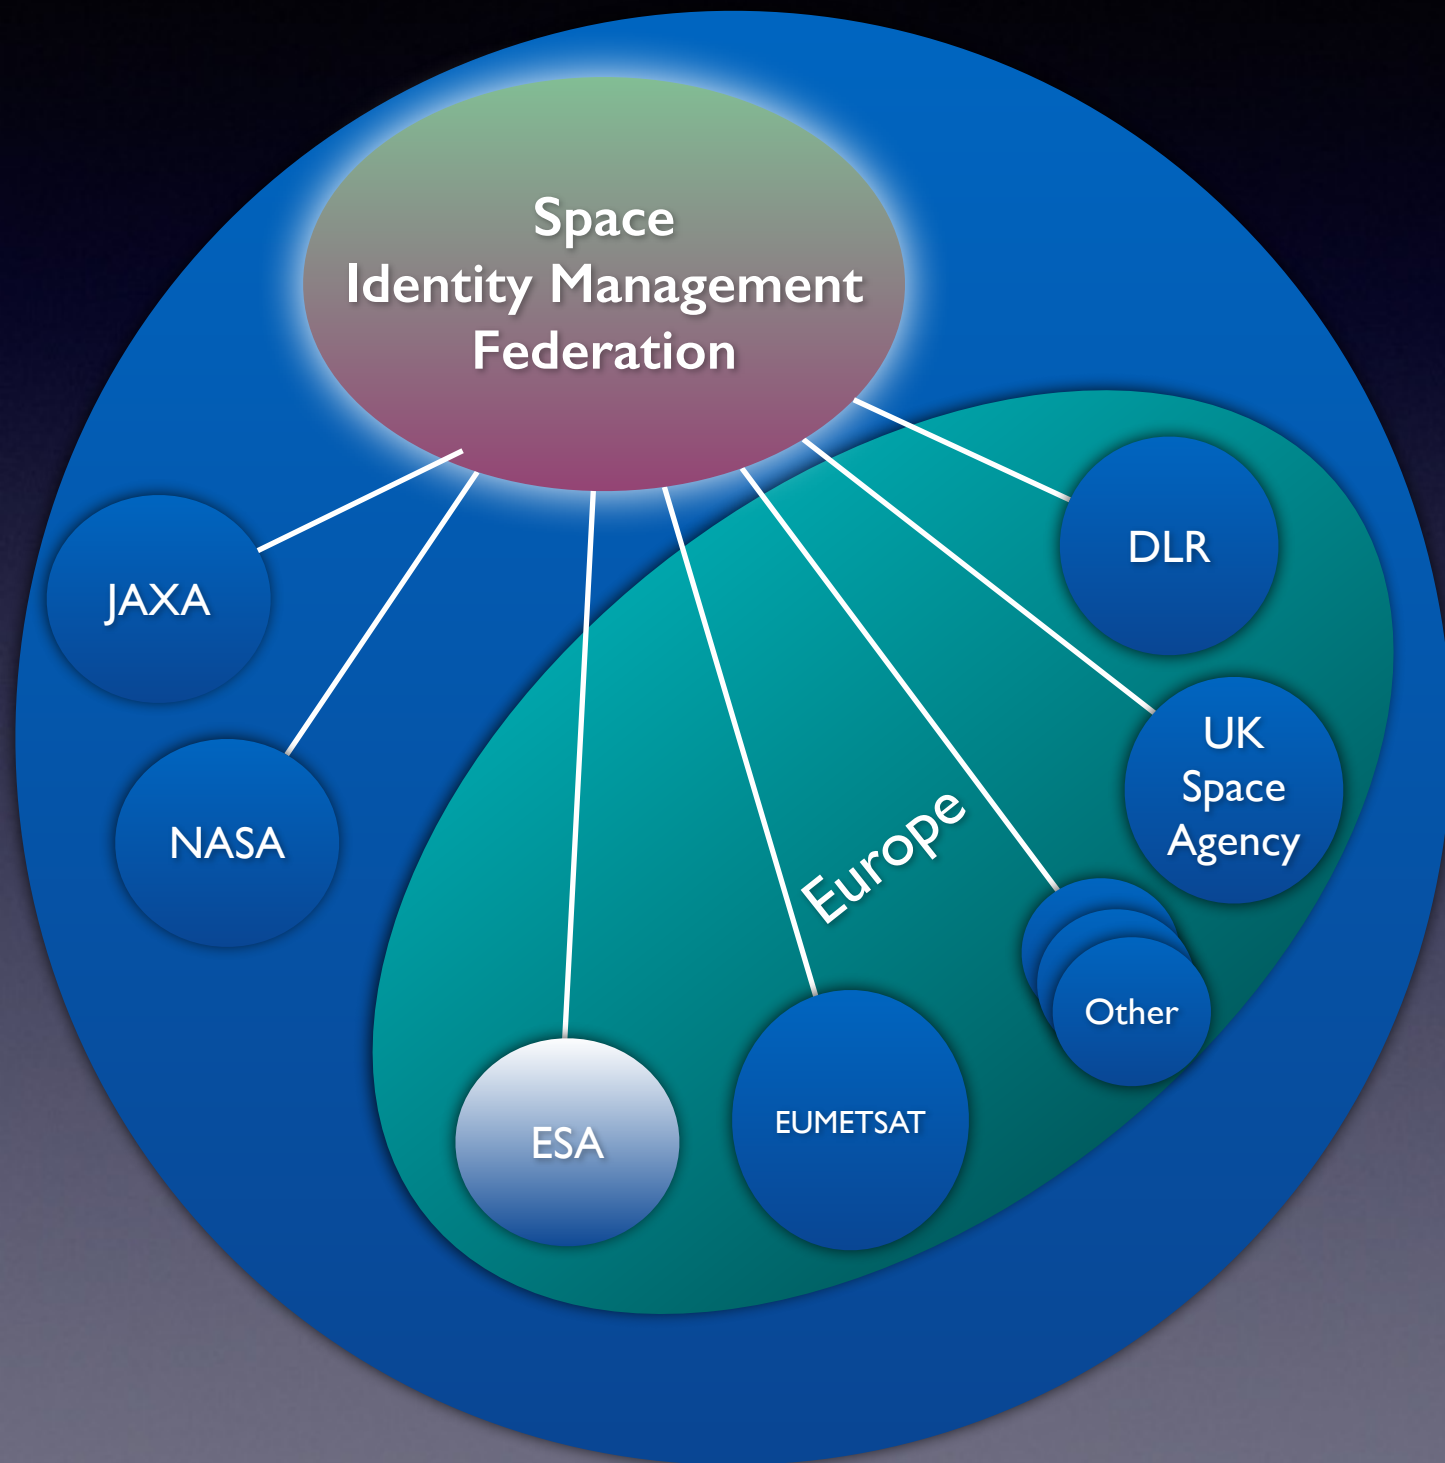 Space
Identity Management
Federation
DLR
JAXA
UK
Space
Agency
NASA
Europe
Other
EUMETSAT
ESA